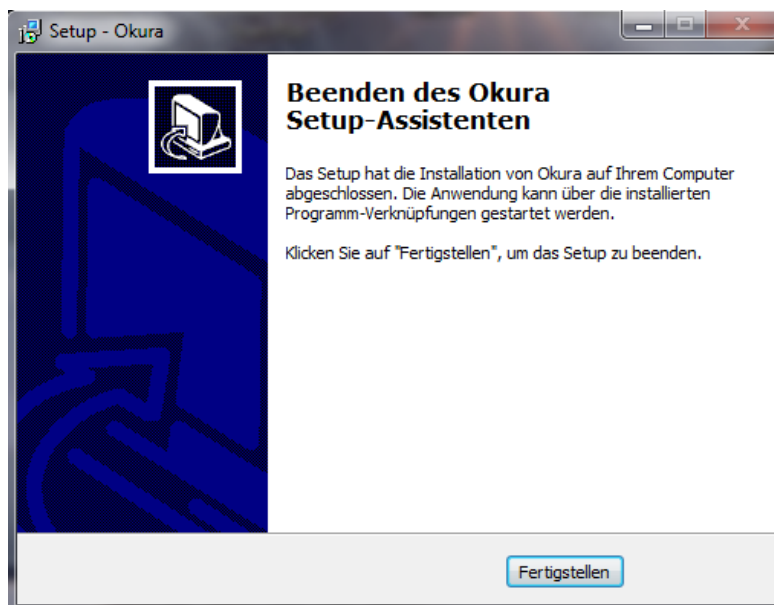 Setup - Okura
Beenden des Okura
Setup-Assistenten
Das Setup hat die Installation von Okura auf Ihrem Computer
abgeschlossen. Die Anwendung kann über die installierten
Programm-Verknüpfungen gestartet werden.
Klicken Sie auf "Fertigstellen", um das Setup zu beenden.
Fertigstellen